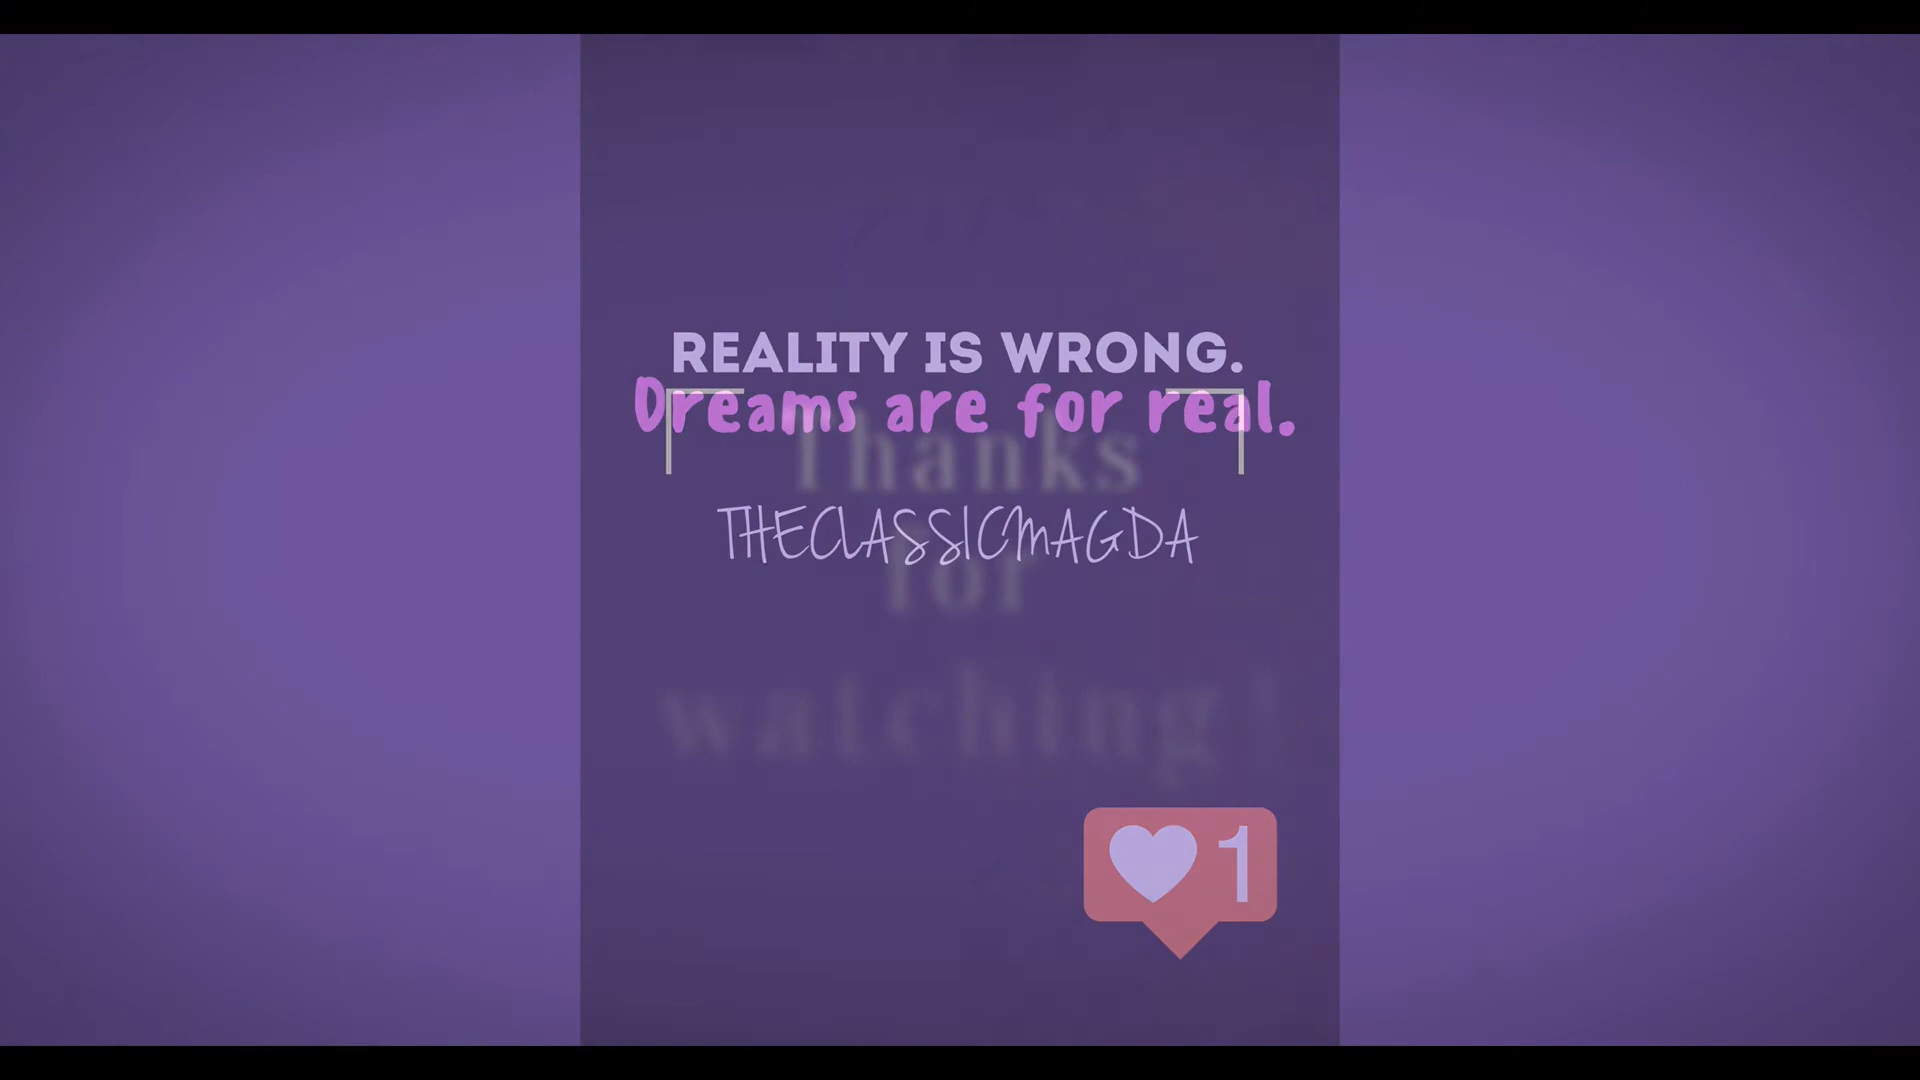 REALITY IS WRONG.
Dreams are for real.
Thanks
THECLASSICMAGDA
for
watching!
1